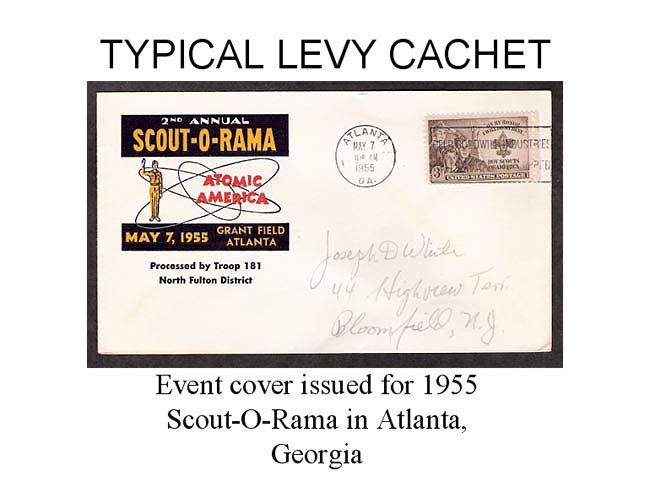 TYPICAL LEVY CACHET
2ND ANNUAL
SCOUT-O-RAMA
ATOMIC
AMERICA
MAY 7, 1955 GRANT FIELD
ATLANTA
Processed by Troop 181
North Fulton District
ATLANTA
MAY 7
1955
GA.
GOODWILL INDUSTRIES
BOY SCOUTS
OF AMERICA
3¢ UNITED STATES POSTAGE
Joseph D
44 Highview Terr.
Bloomfield, N.J.
Event cover issued for 1955
Scout-O-Rama in Atlanta,
Georgia